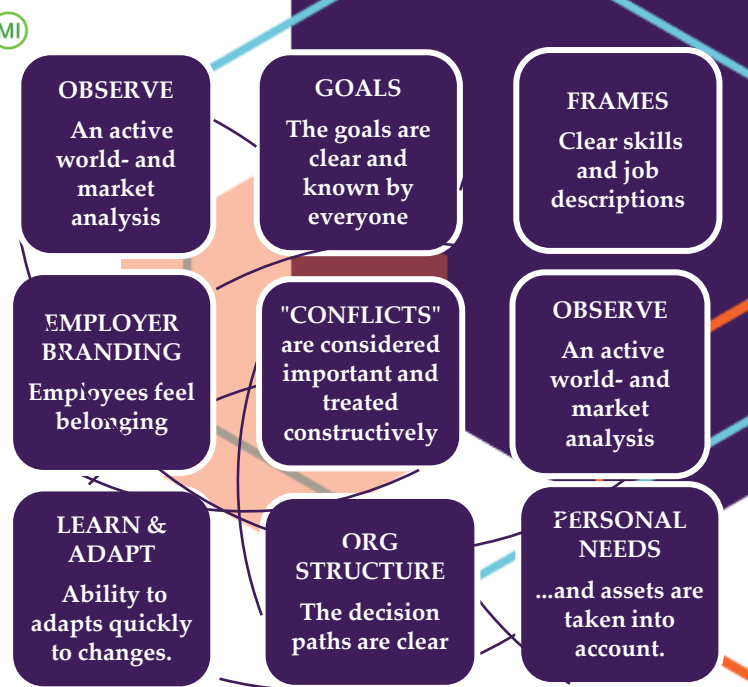 MI
OBSERVE
An active
world- and
market
analysis
GOALS
The goals are
clear and
known by
everyone
FRAMES
Clear skills
and job
descriptions
EMPLOYER
BRANDING
Employees feel
belonging
"CONFLICTS"
are considered
important and
treated
constructively
OBSERVE
An active
world- and
market
analysis
LEARN &
ADAPT
Ability to
adapts quickly
to changes.
ORG
STRUCTURE
The decision
paths are clear
PERSONAL
NEEDS
...and assets are
taken into
account.